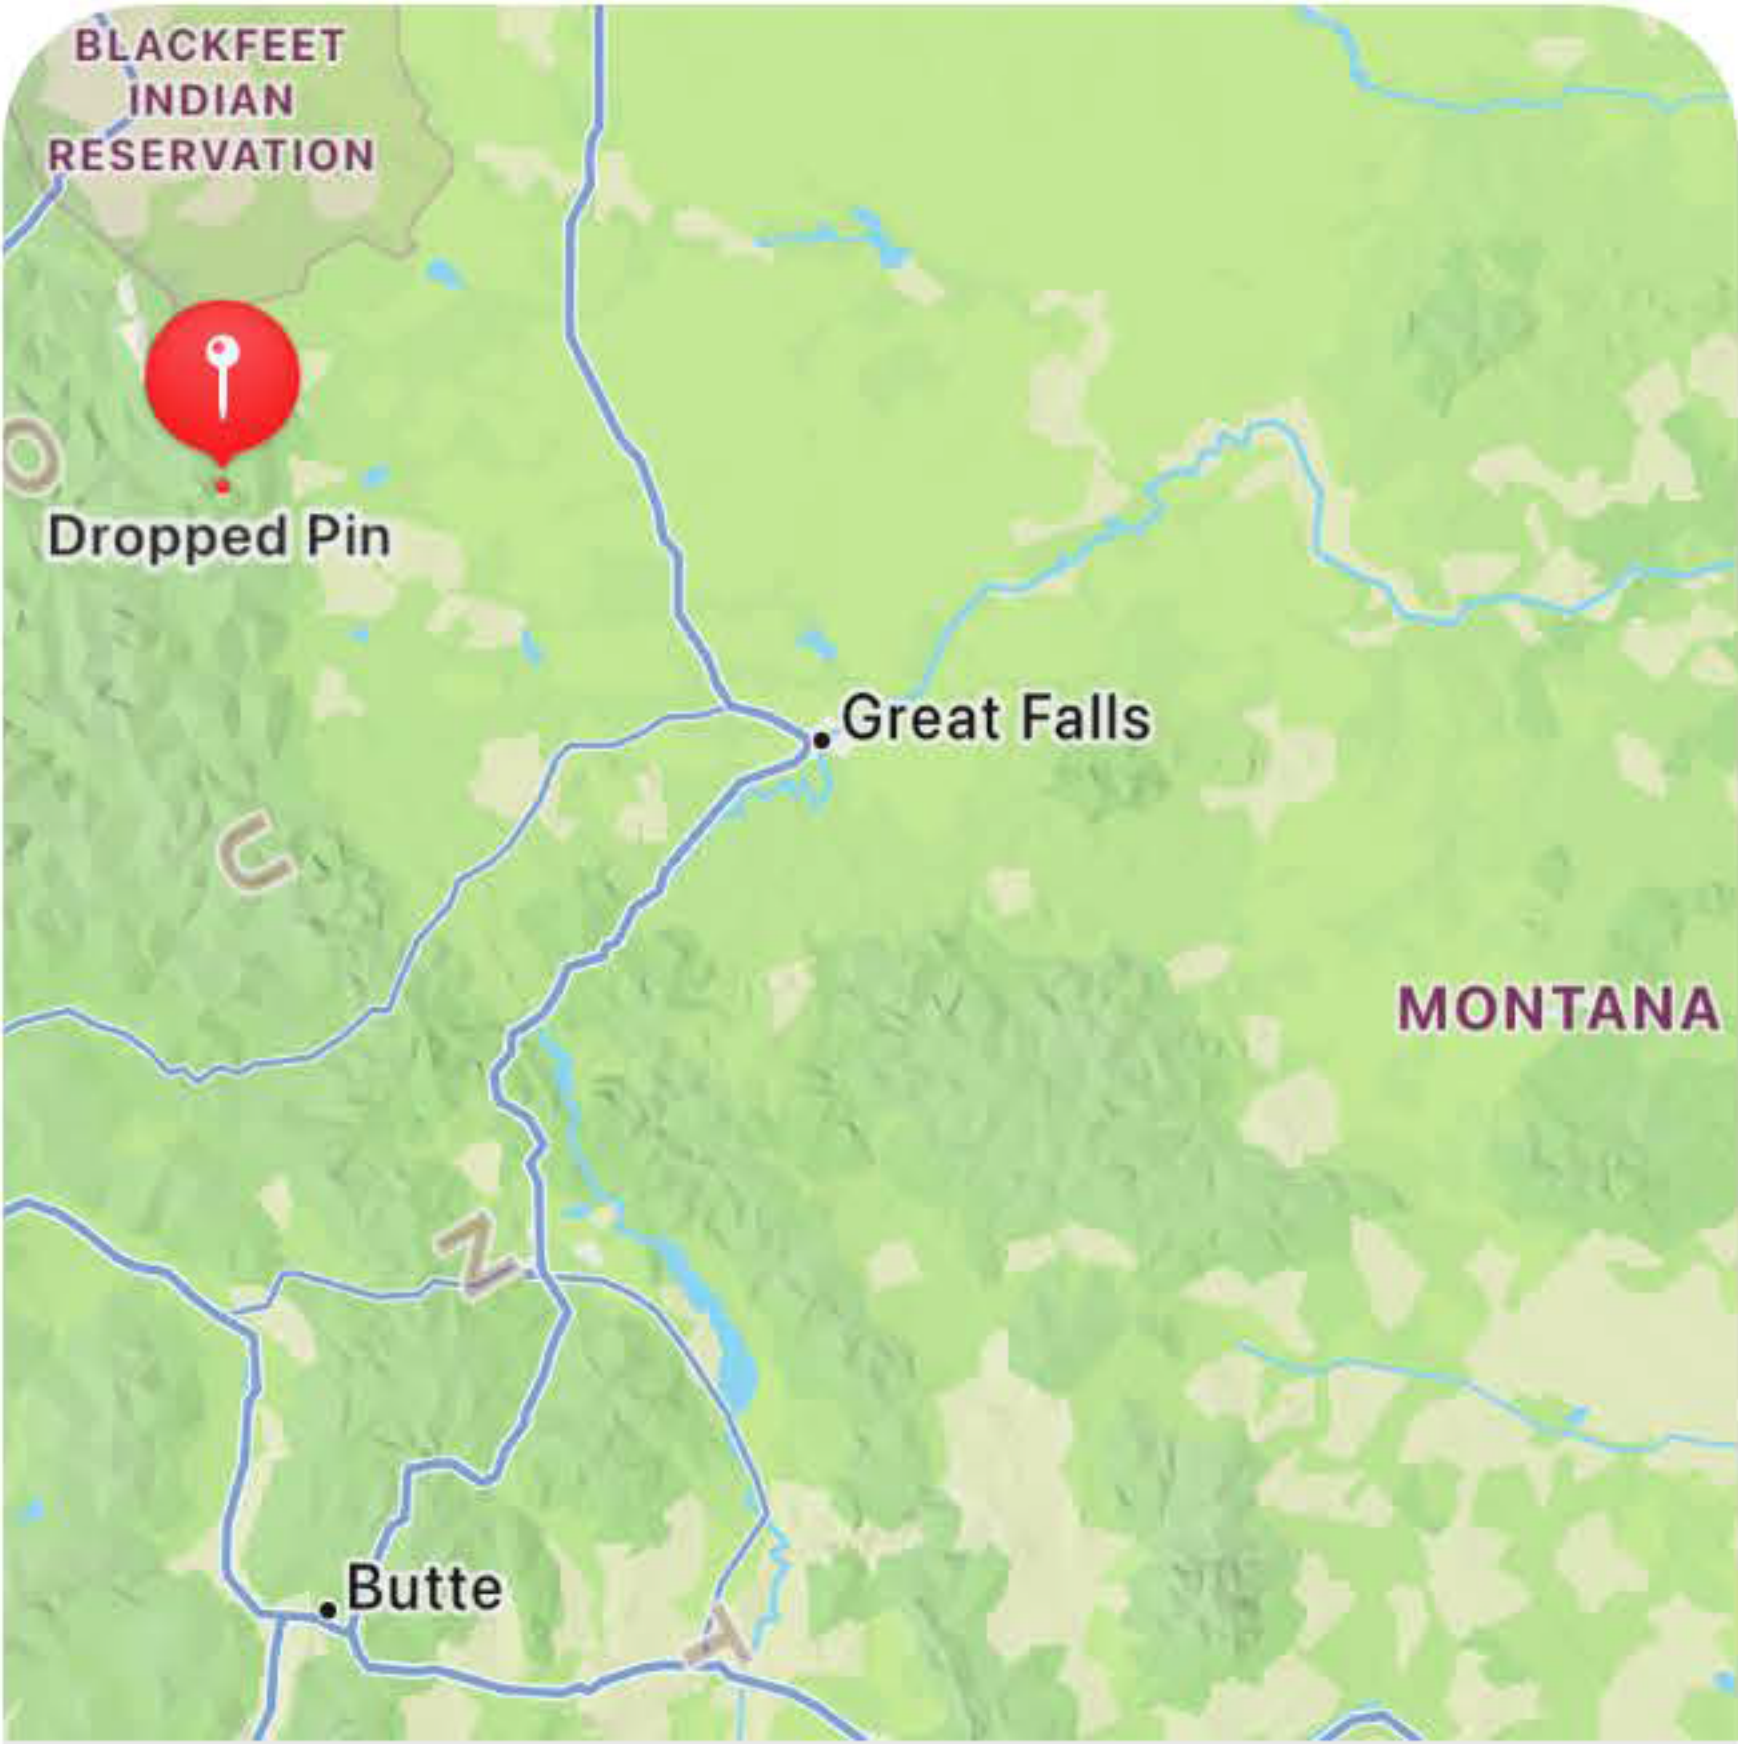 BLACKFEET
INDIAN
RESERVATION
O
Dropped Pin
Great Falls
U
MONTANA
N
Butte
T